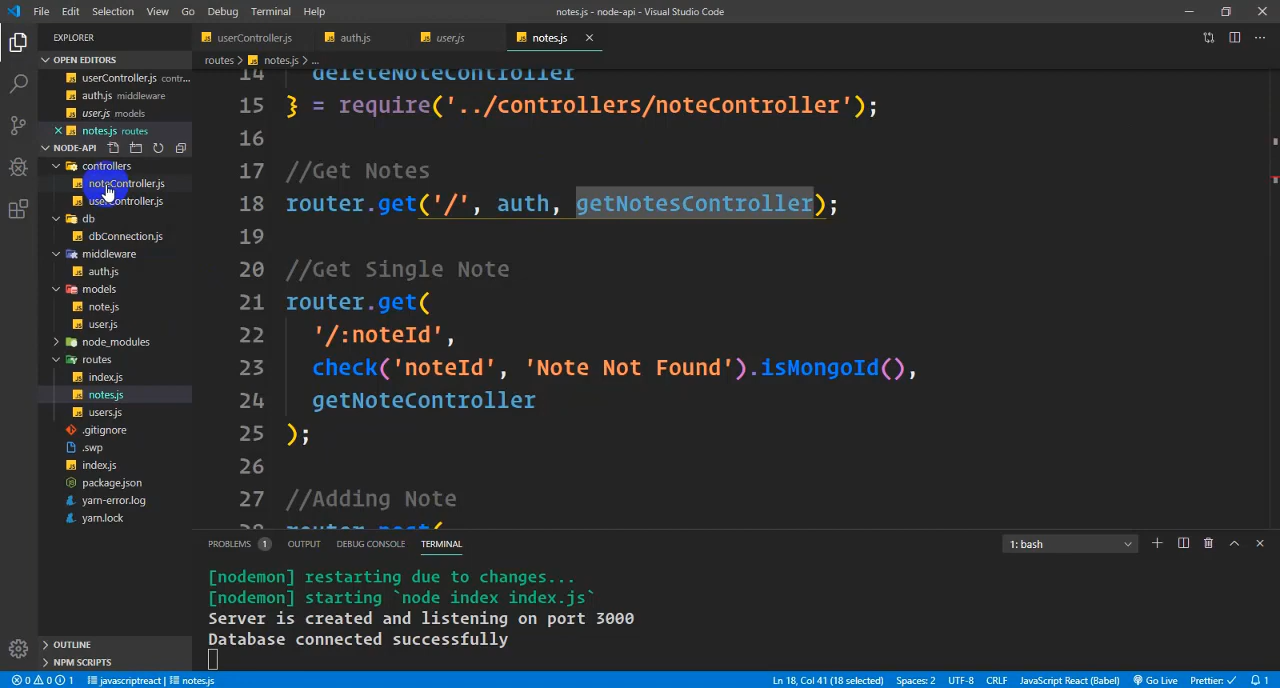 File Edit Selection View Go Debug Terminal Help
notes.js - node-api - Visual Studio Code
EXPLORER
OPEN EDITORS
userController.js contr...
auth.js middleware
user.js models
notes.js routes
NODE-API
controllers
noteController.js
userController.js
db
dbConnection.js
middleware
auth.js
models
note.js
user.js
node_modules
routes
index.js
notes.js
users.js
.gitignore
.swp
index.js
package.json
yarn-error.log
yarn.lock
OUTLINE
NPM SCRIPTS
userController.js auth.js user.js notes.js
routes > notes.js > ...
14 deleteNoteController
15 } = require('../controllers/noteController');
16
17 //Get Notes
18 router.get('/', auth, getNotesController);
19
20 //Get Single Note
21 router.get(
22 '/:noteId',
23 check('noteId', 'Note Not Found').isMongoId(),
24 getNoteController
25 );
26
27 //Adding Note
28 router.post(
PROBLEMS 1 OUTPUT DEBUG CONSOLE TERMINAL 1: bash
[nodemon] restarting due to changes...
[nodemon] starting `node index index.js`
Server is created and listening on port 3000
Database connected successfully
0 0 1 javascriptreact | notes.js Ln 18, Col 41 (18 selected) Spaces: 2 UTF-8 CRLF JavaScript React (Babel) Go Live Prettier: 1